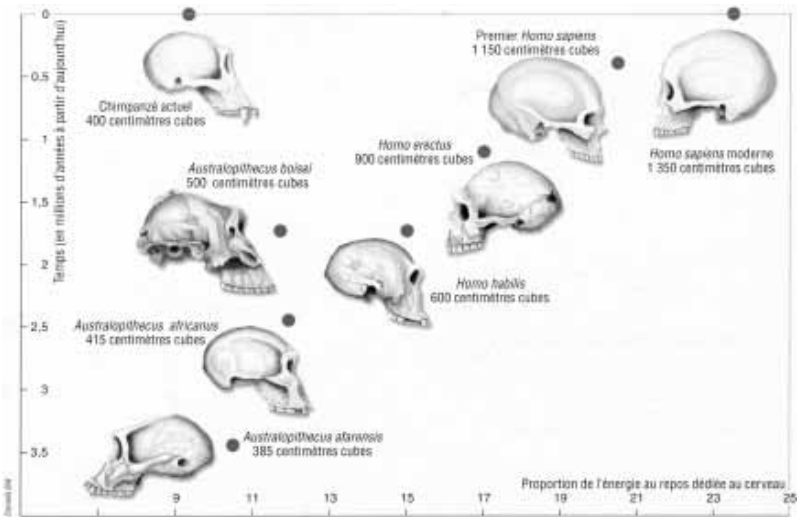 0
0,5
1
1,5
2
2,5
3
3,5
Temps (en millions d'années à partir d'aujourd'hui)
Chimpanzé actuel
400 centimètres cubes
Premier Homo sapiens
1 150 centimètres cubes
Homo erectus
900 centimètres cubes
Homo sapiens moderne
1 350 centimètres cubes
Australopithecus boisei
500 centimètres cubes
Homo habilis
600 centimètres cubes
Australopithecus africanus
415 centimètres cubes
Australopithecus afarensis
385 centimètres cubes
Proportion de l'énergie au repos dédiée au cerveau
9
11
13
15
17
19
21
23
25